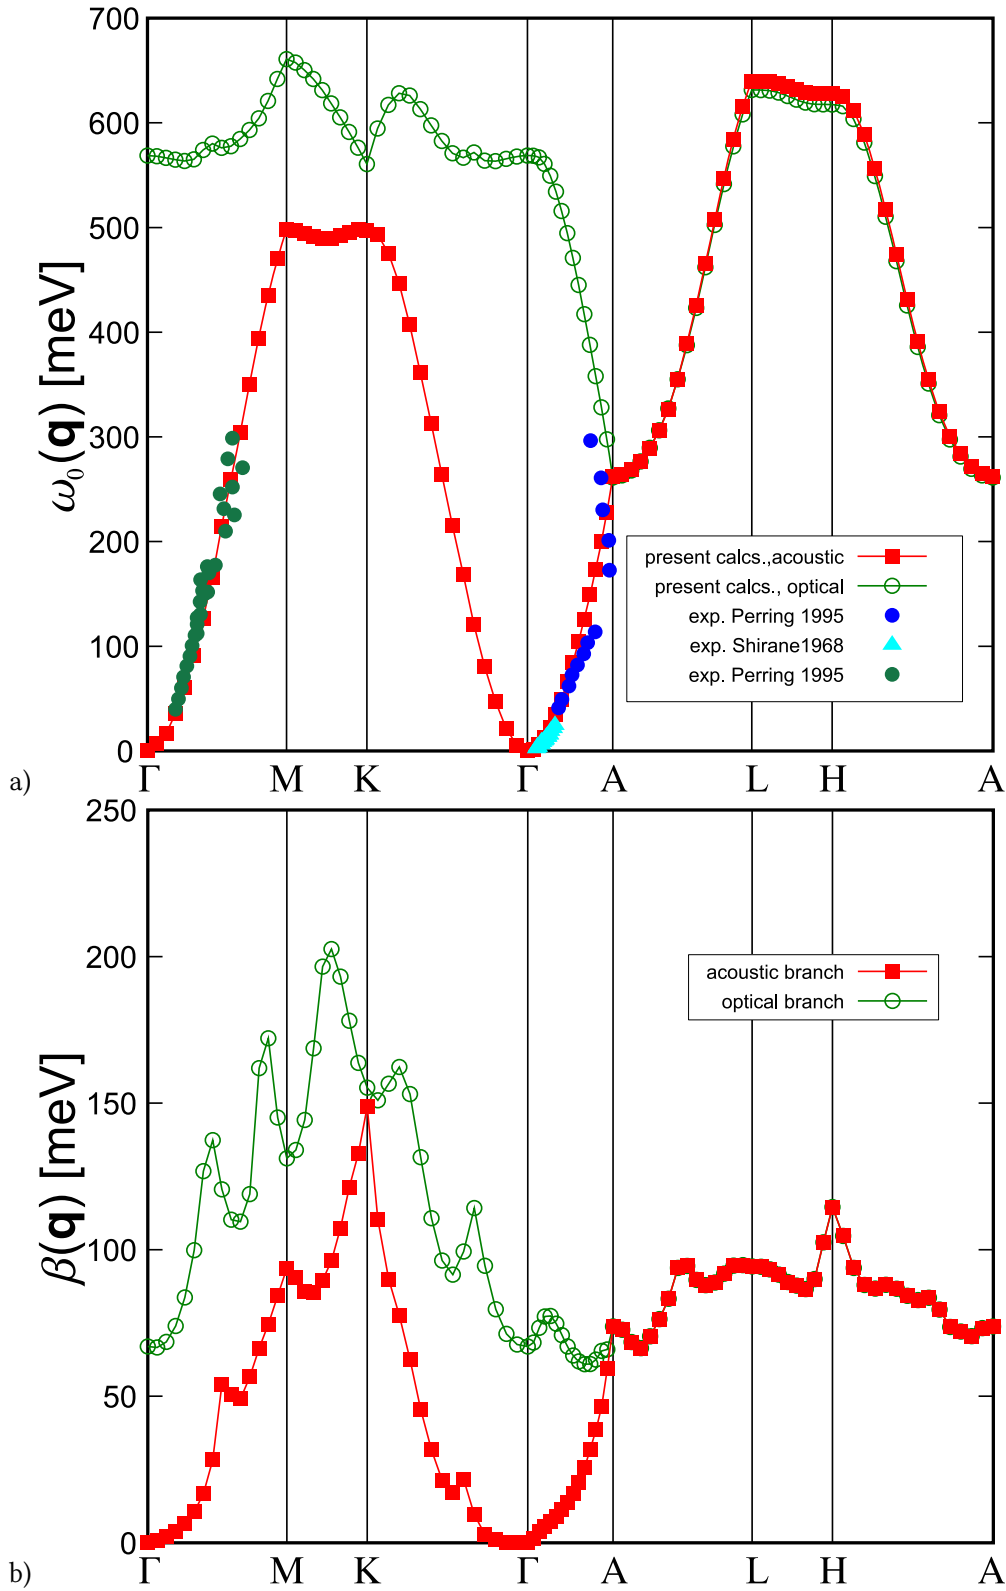 700
600
500
400
300
200
100
0
ω₀(q) [meV]
present calcs.,acoustic
present calcs., optical
exp. Perring 1995
exp. Shirane1968
exp. Perring 1995
Γ M K Γ A L H A
a)
250
200
150
100
50
0
β(q) [meV]
acoustic branch
optical branch
Γ M K Γ A L H A
b)